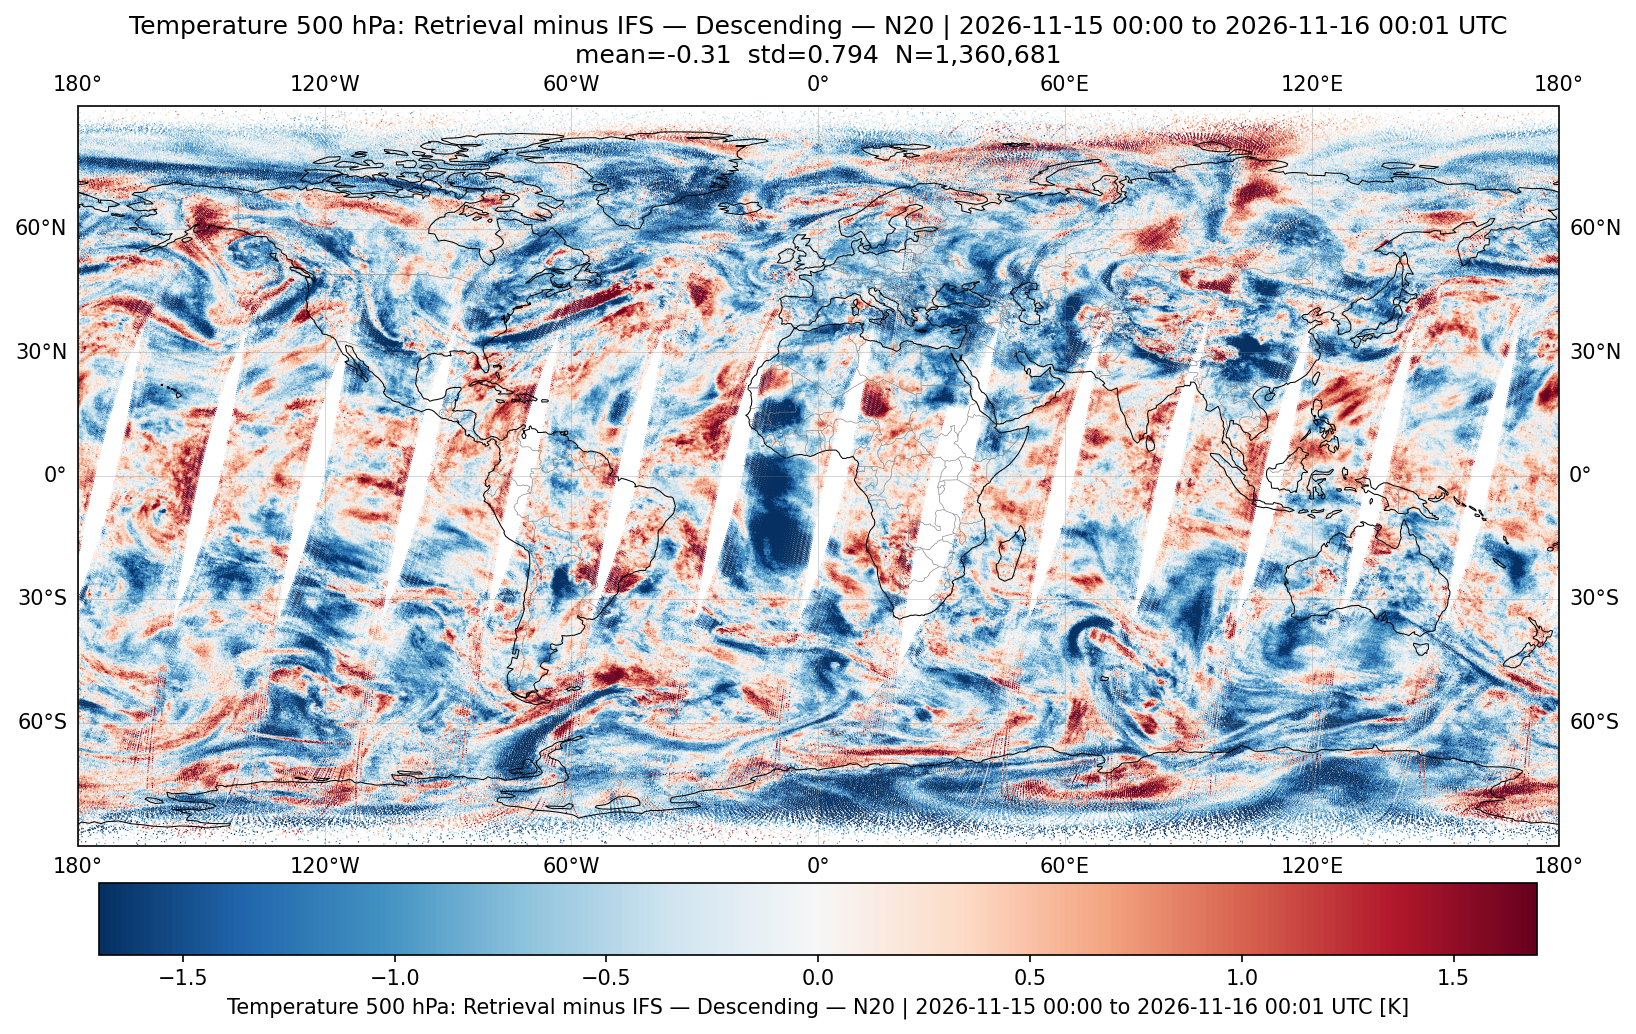 Temperature 500 hPa: Retrieval minus IFS — Descending — N20 | 2026-11-15 00:00 to 2026-11-16 00:01 UTC
mean=-0.31  std=0.794  N=1,360,681
180° 120°W 60°W 0° 60°E 120°E 180°
60°N 60°N
30°N 30°N
0° 0°
30°S 30°S
60°S 60°S
180° 120°W 60°W 0° 60°E 120°E 180°
−1.5 −1.0 −0.5 0.0 0.5 1.0 1.5
Temperature 500 hPa: Retrieval minus IFS — Descending — N20 | 2026-11-15 00:00 to 2026-11-16 00:01 UTC [K]